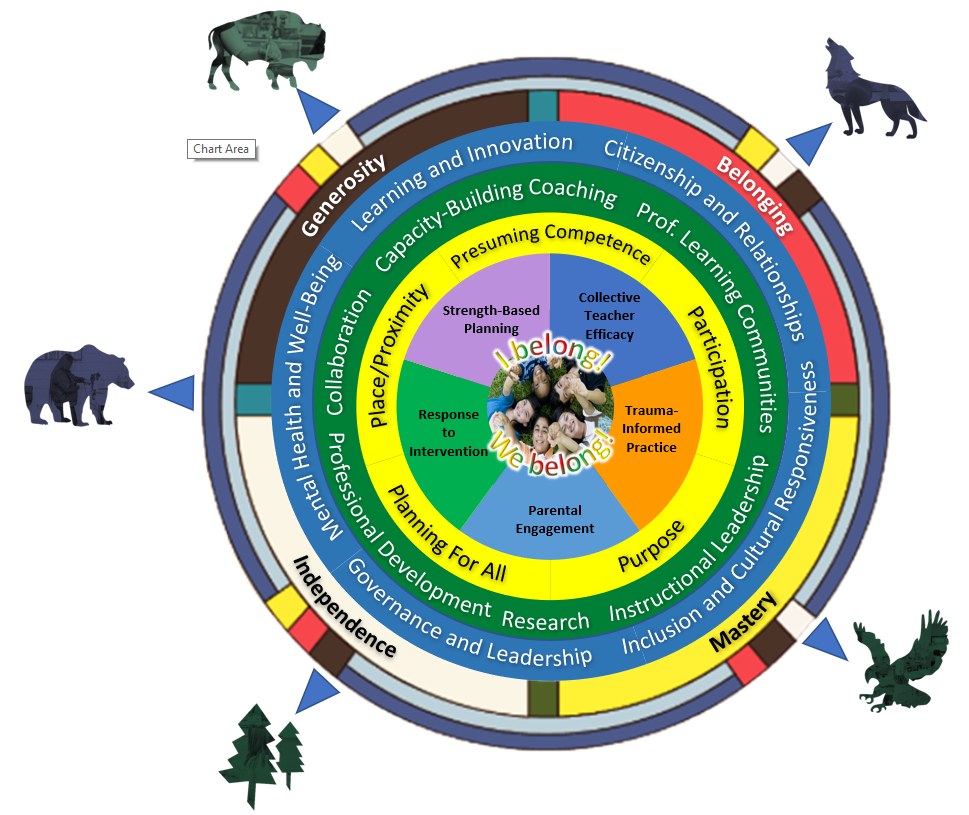 Chart Area
Generosity
Belonging
Mastery
Independence
Learning and Innovation
Citizenship and Relationships
Inclusion and Cultural Responsiveness
Governance and Leadership
Mental Health and Well-Being
Capacity-Building Coaching
Prof. Learning Communities
Instructional Leadership
Research
Professional Development
Collaboration
Presuming Competence
Participation
Purpose
Planning For All
Place/Proximity
Strength-Based
Planning
Collective
Teacher
Efficacy
Trauma-
Informed
Practice
Parental
Engagement
Response
to
Intervention
I belong!
We belong!